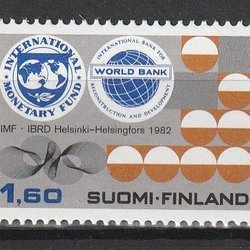 INTERNATIONAL
MONETARY FUND
INTERNATIONAL BANK FOR
WORLD BANK
RECONSTRUCTION AND DEVELOPMENT
IMF · IBRD Helsinki-Helsingfors 1982
1,60
SUOMI·FINLAND